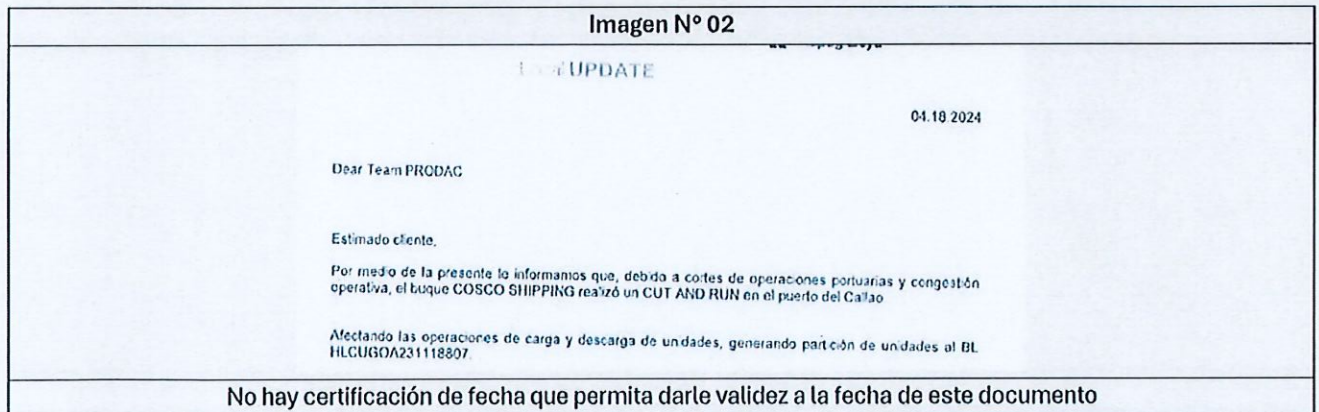 Imagen N° 02
UPDATE
04.18.2024
Dear Team PRODAC
Estimado cliente,
Por medio de la presente le informamos que, debido a cortes de operaciones portuarias y congestión
operativa, el buque COSCO SHIPPING realizó un CUT AND RUN en el puerto del Callao
Afectando las operaciones de carga y descarga de unidades, generando partición de unidades al BL
HLCUGOA231118807.
No hay certificación de fecha que permita darle validez a la fecha de este documento